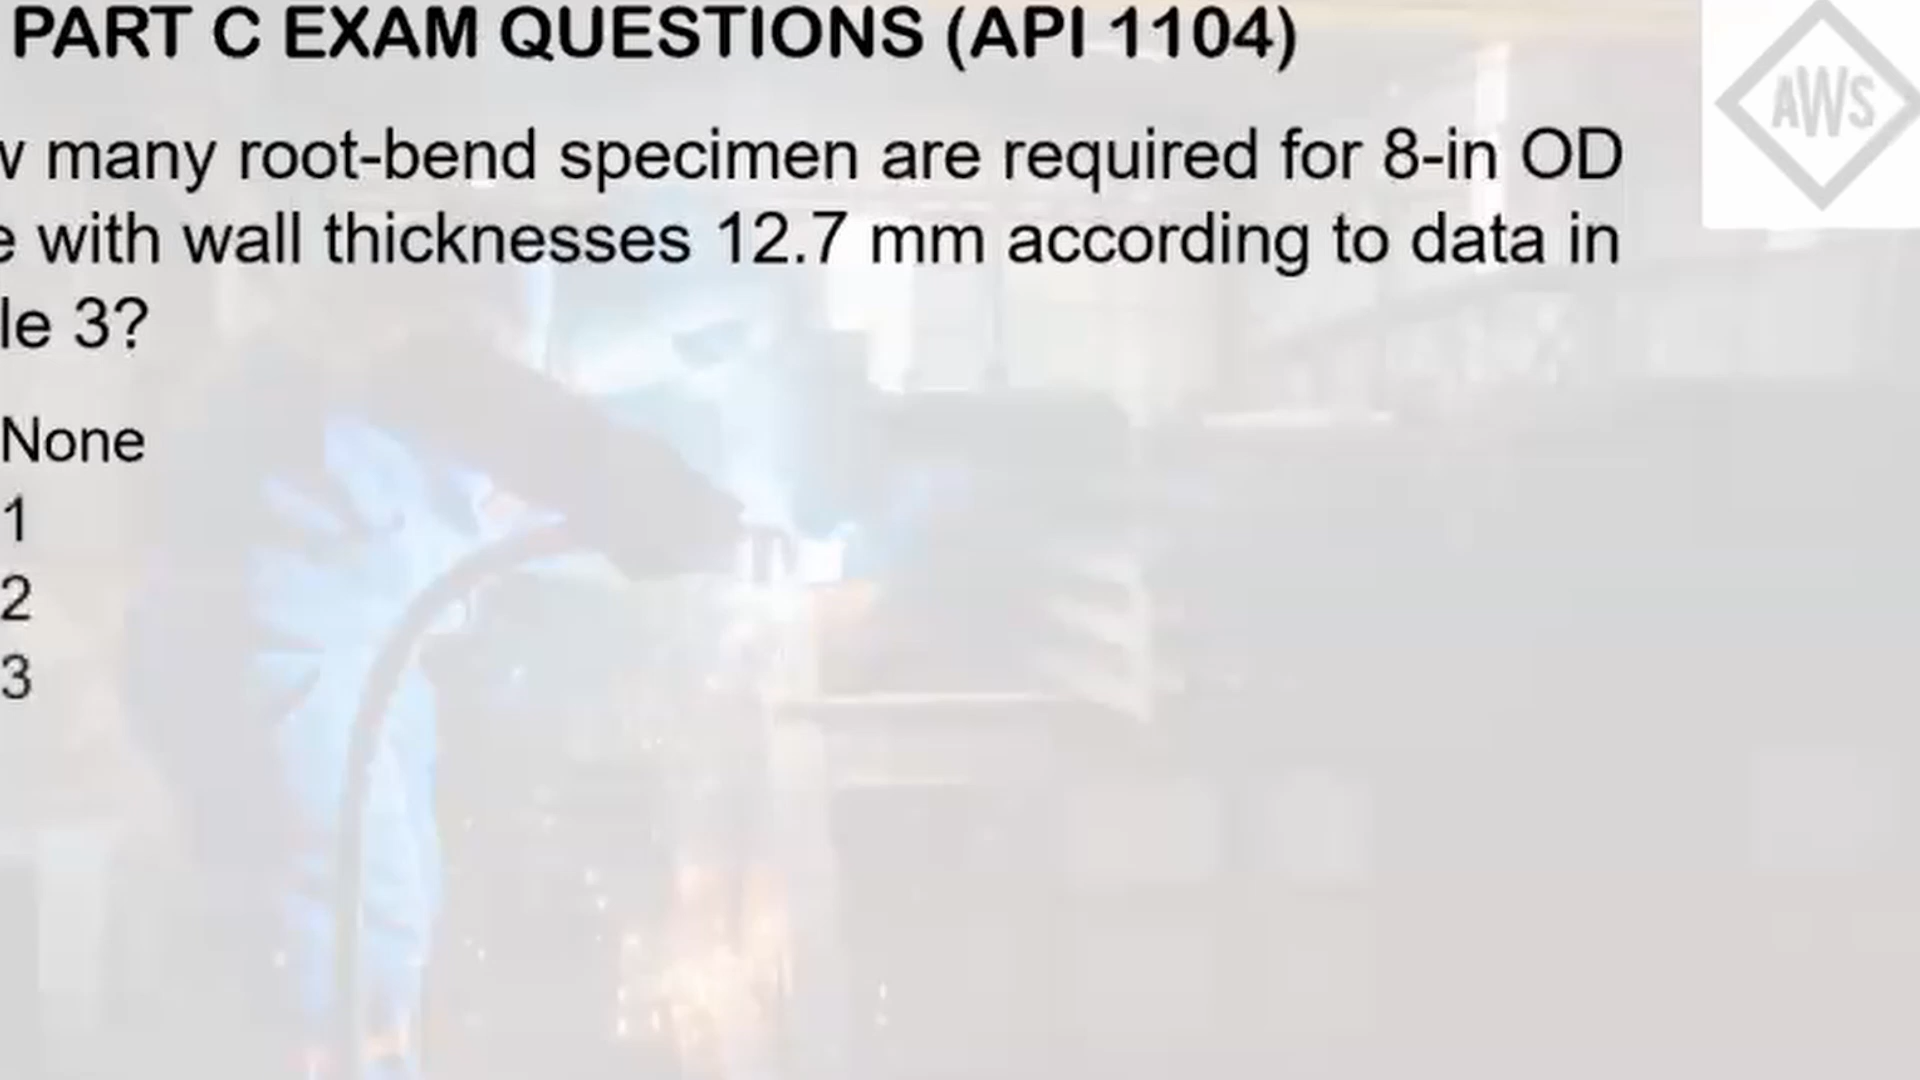 PART C EXAM QUESTIONS (API 1104)
AWS
many root-bend specimen are required for 8-in OD
with wall thicknesses 12.7 mm according to data in
3?
None
1
2
3